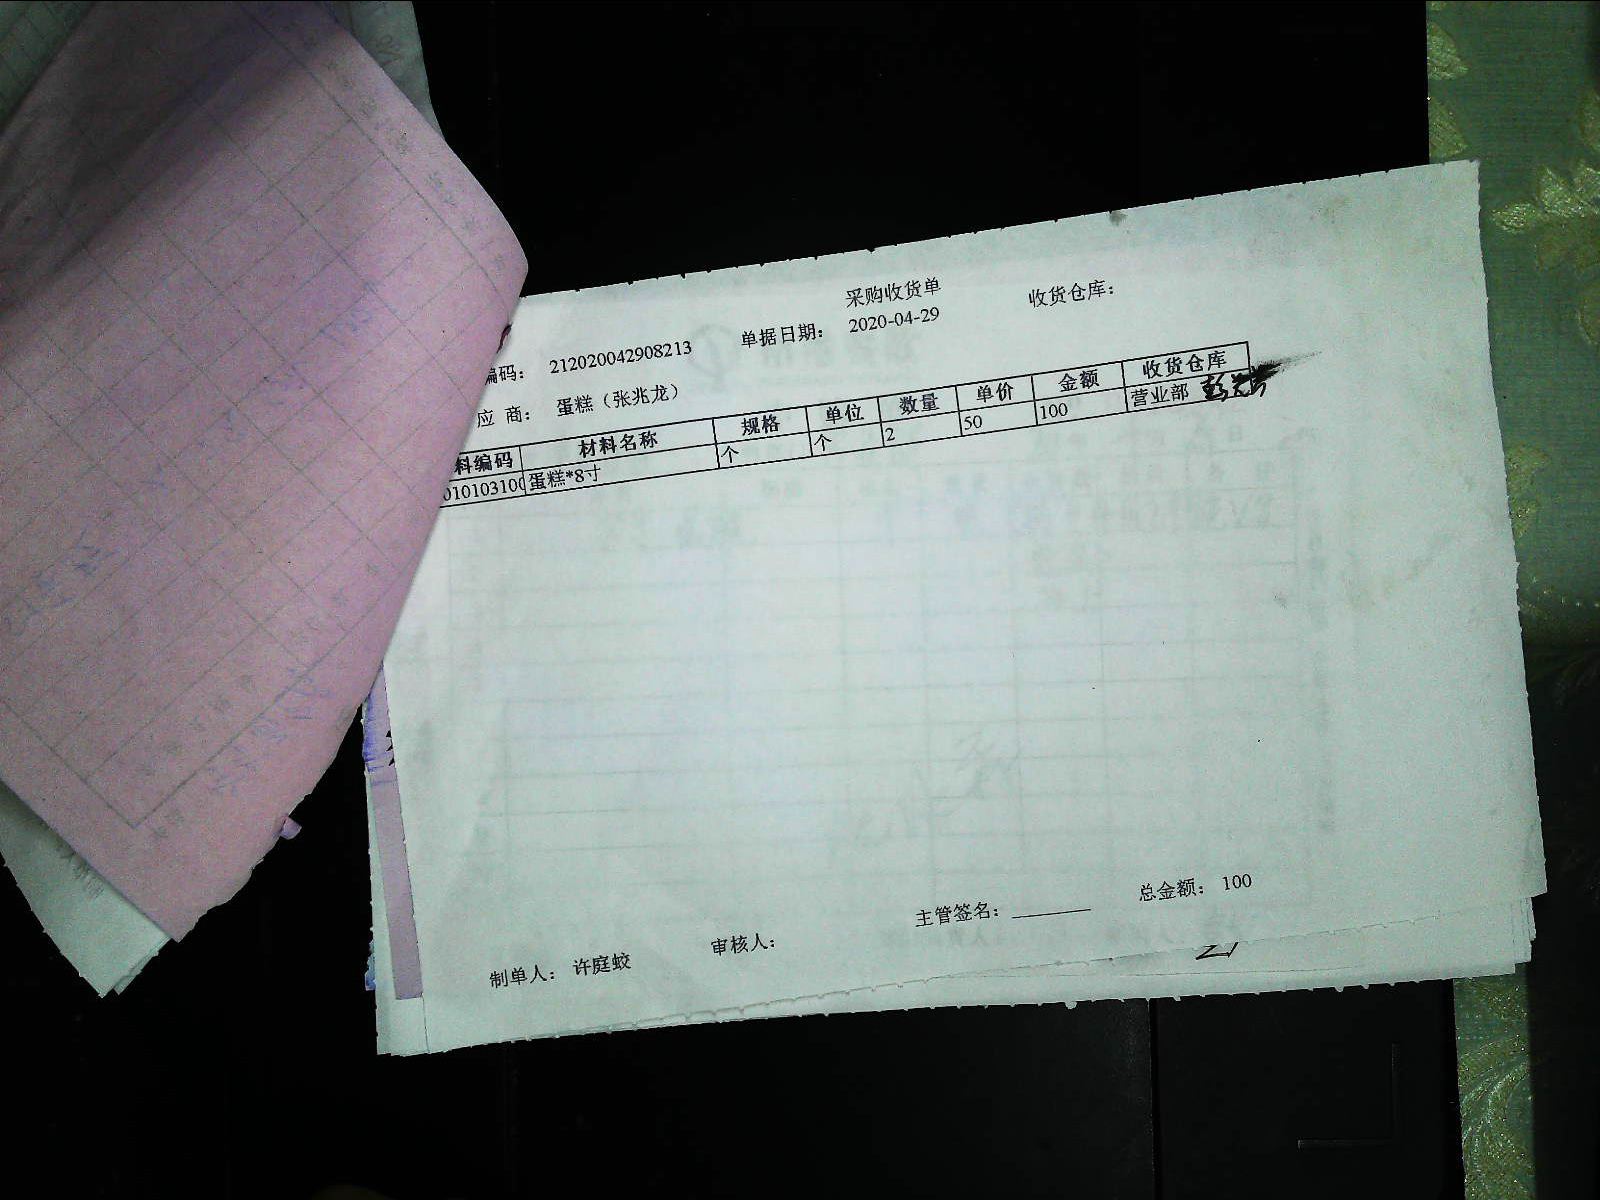 采购收货单
编码： 212020042908213 单据日期： 2020-04-29 收货仓库：
应 商： 蛋糕（张兆龙）
料编码 材料名称 规格 单位 数量 单价 金额 收货仓库
01010310 蛋糕*8寸 个 个 2 50 100 营业部
主管签名： 总金额： 100
制单人： 许庭蛟 审核人：